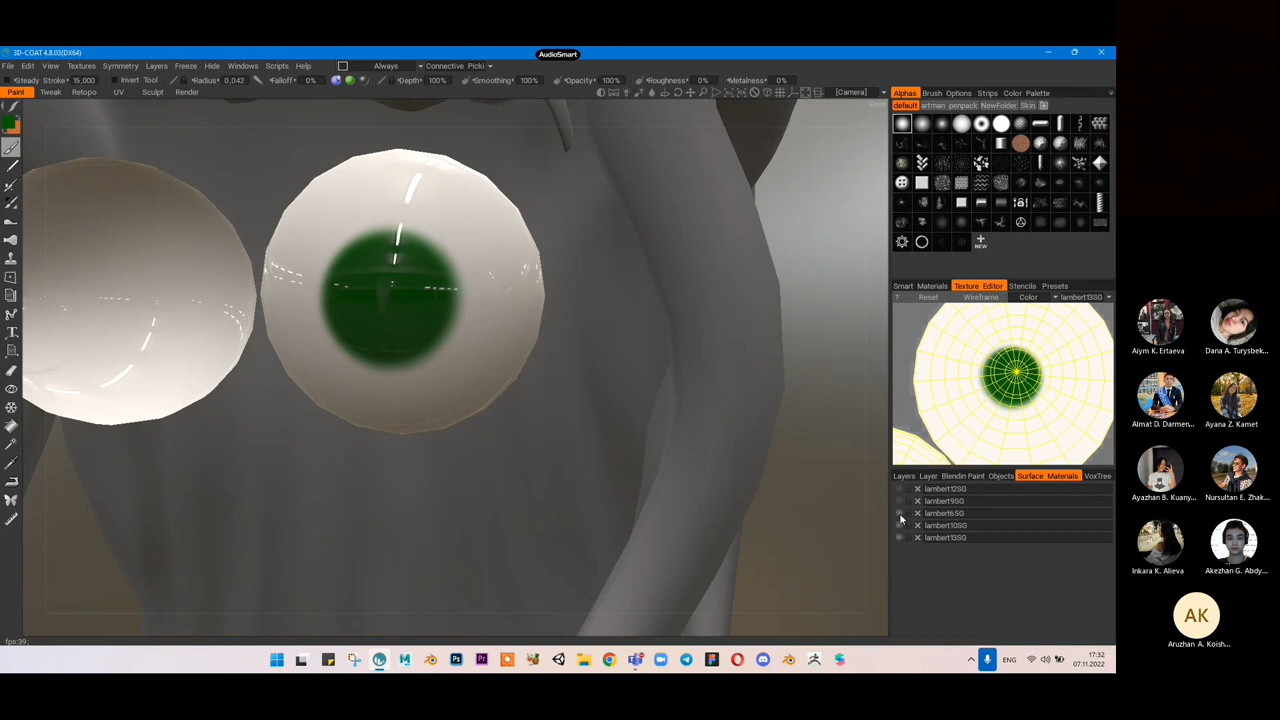 3D-COAT 4.8.03(DX64)
AudioSmart
File Edit View Textures Symmetry Layers Freeze Hide Windows Scripts Help Always Connective Picki
Steady Stroke 15,000 Invert Tool Radius 0,042 Falloff 0% Depth 100% Smoothing 100% Opacity 100% Roughness 0% Metalness 0%
Paint Tweak Retopo UV Sculpt Render
[Camera]
Alphas Brush Options Strips Color Palette
default artman penpack NewFolder Skin
NEW
Smart Materials Texture Editor Stencils Presets
? Reset Wireframe Color lambert13SG
Layers Layer Blendin Paint Objects Surface Materials VoxTree
lambert12SG
lambert9SG
lambert6SG
lambert10SG
lambert13SG
fps:39;
ENG
17:32
07.11.2022
Aiym K. Ertaeva
Dana A. Turysbek...
Almat D. Darmen...
Ayana Z. Kamet
Ayazhan B. Kuany...
Nursultan E. Zhak...
Inkara K. Alieva
Akezhan G. Abdy...
AK
Aruzhan A. Koish...